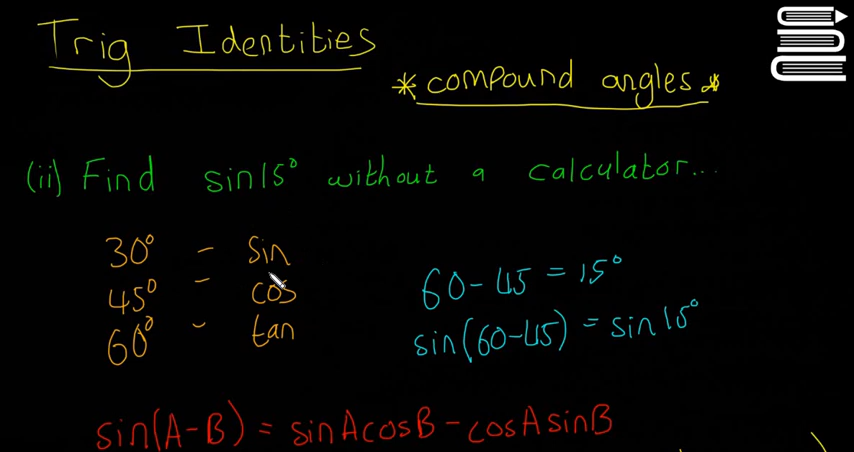 Trig Identities
* compound angles *
(ii) Find sin15° without a calculator...
30° - sin
45° - cos
60° - tan
60-45 = 15°
sin(60-45) = sin15°
sin(A-B) = sinAcosB - cosAsinB